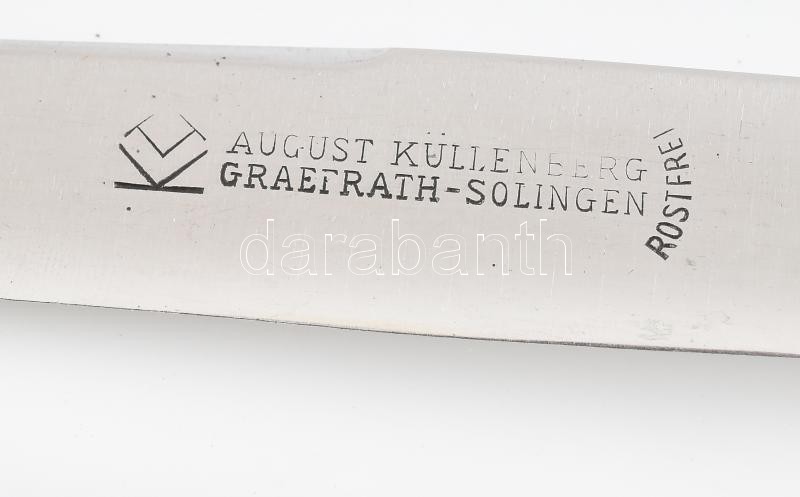 AUGUST KÜLLENBERG
GRAEFRATH-SOLINGEN
ROSTFREI
darabanth